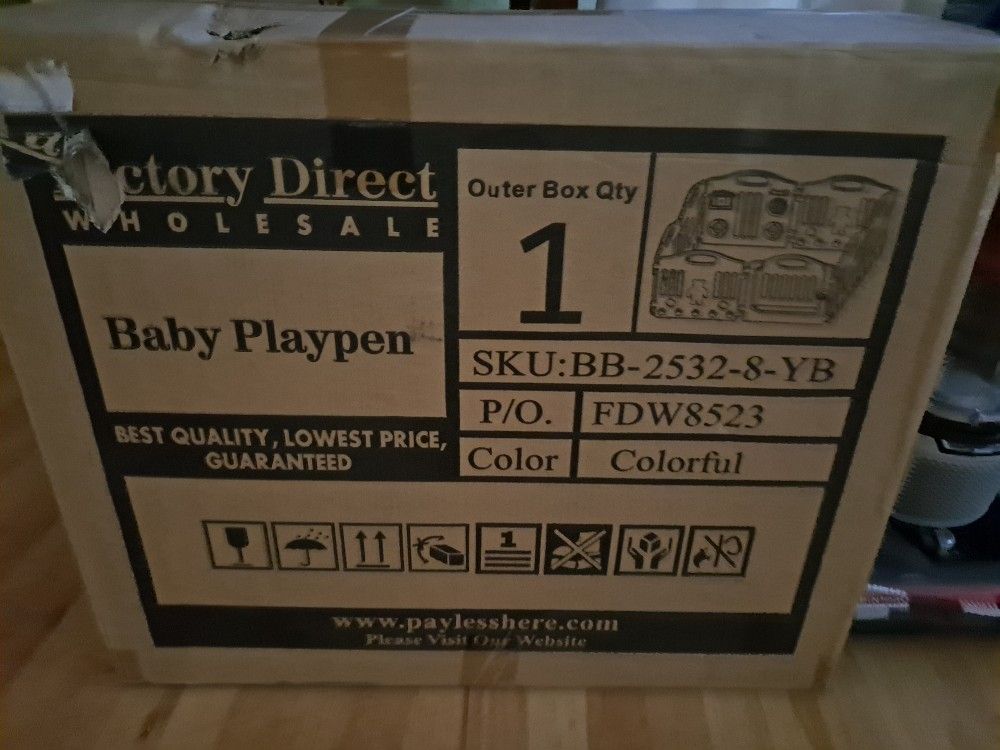 ctory Direct
WHOLESALE
Baby Playpen
BEST QUALITY, LOWEST PRICE,
GUARANTEED
Outer Box Qty
1
SKU:BB-2532-8-YB
P/O. FDW8523
Color Colorful
1
www.paylesshere.com
Please Visit Our Website